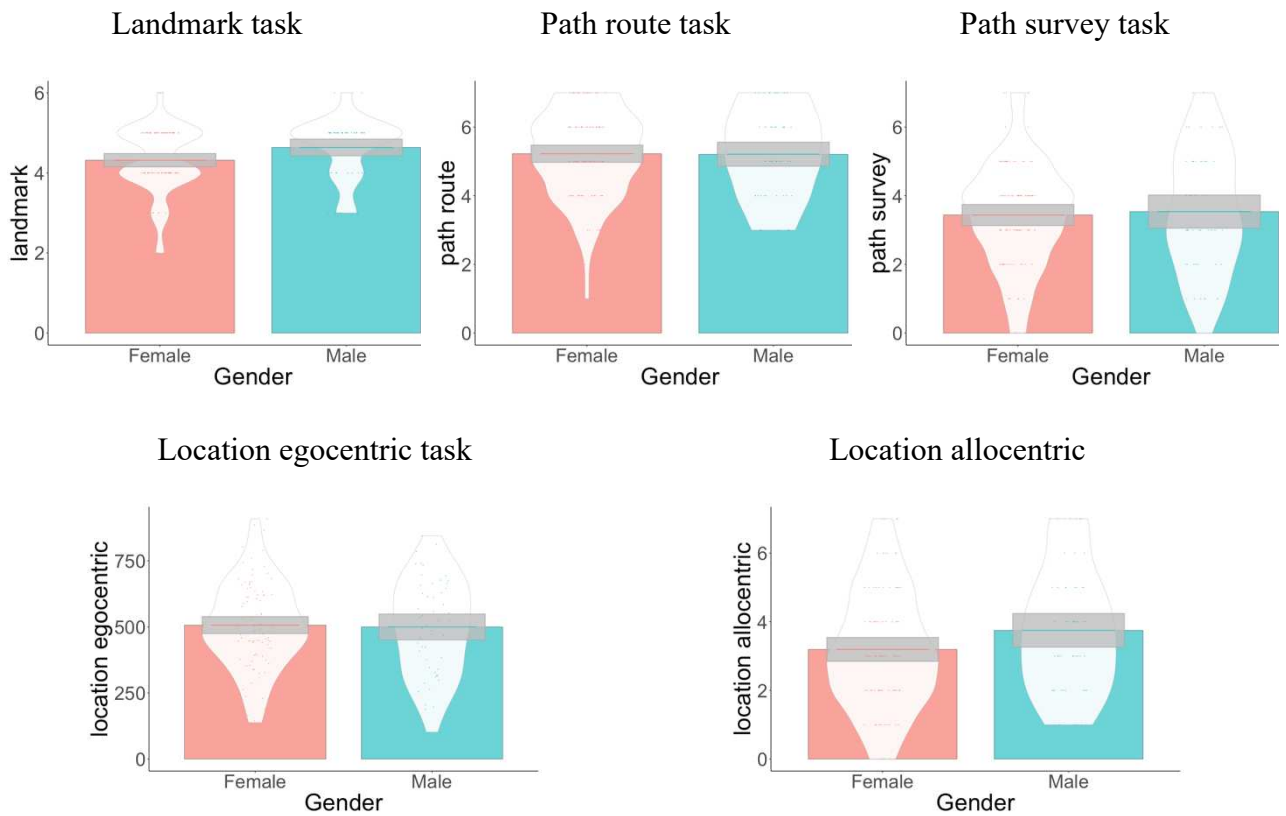 Landmark task
Path route task
Path survey task
landmark
6
4
2
0
Female
Male
Gender
path route
6
4
2
0
Female
Male
Gender
path survey
6
4
2
0
Female
Male
Gender
Location egocentric task
Location allocentric
location egocentric
750
500
250
0
Female
Male
Gender
location allocentric
6
4
2
0
Female
Male
Gender